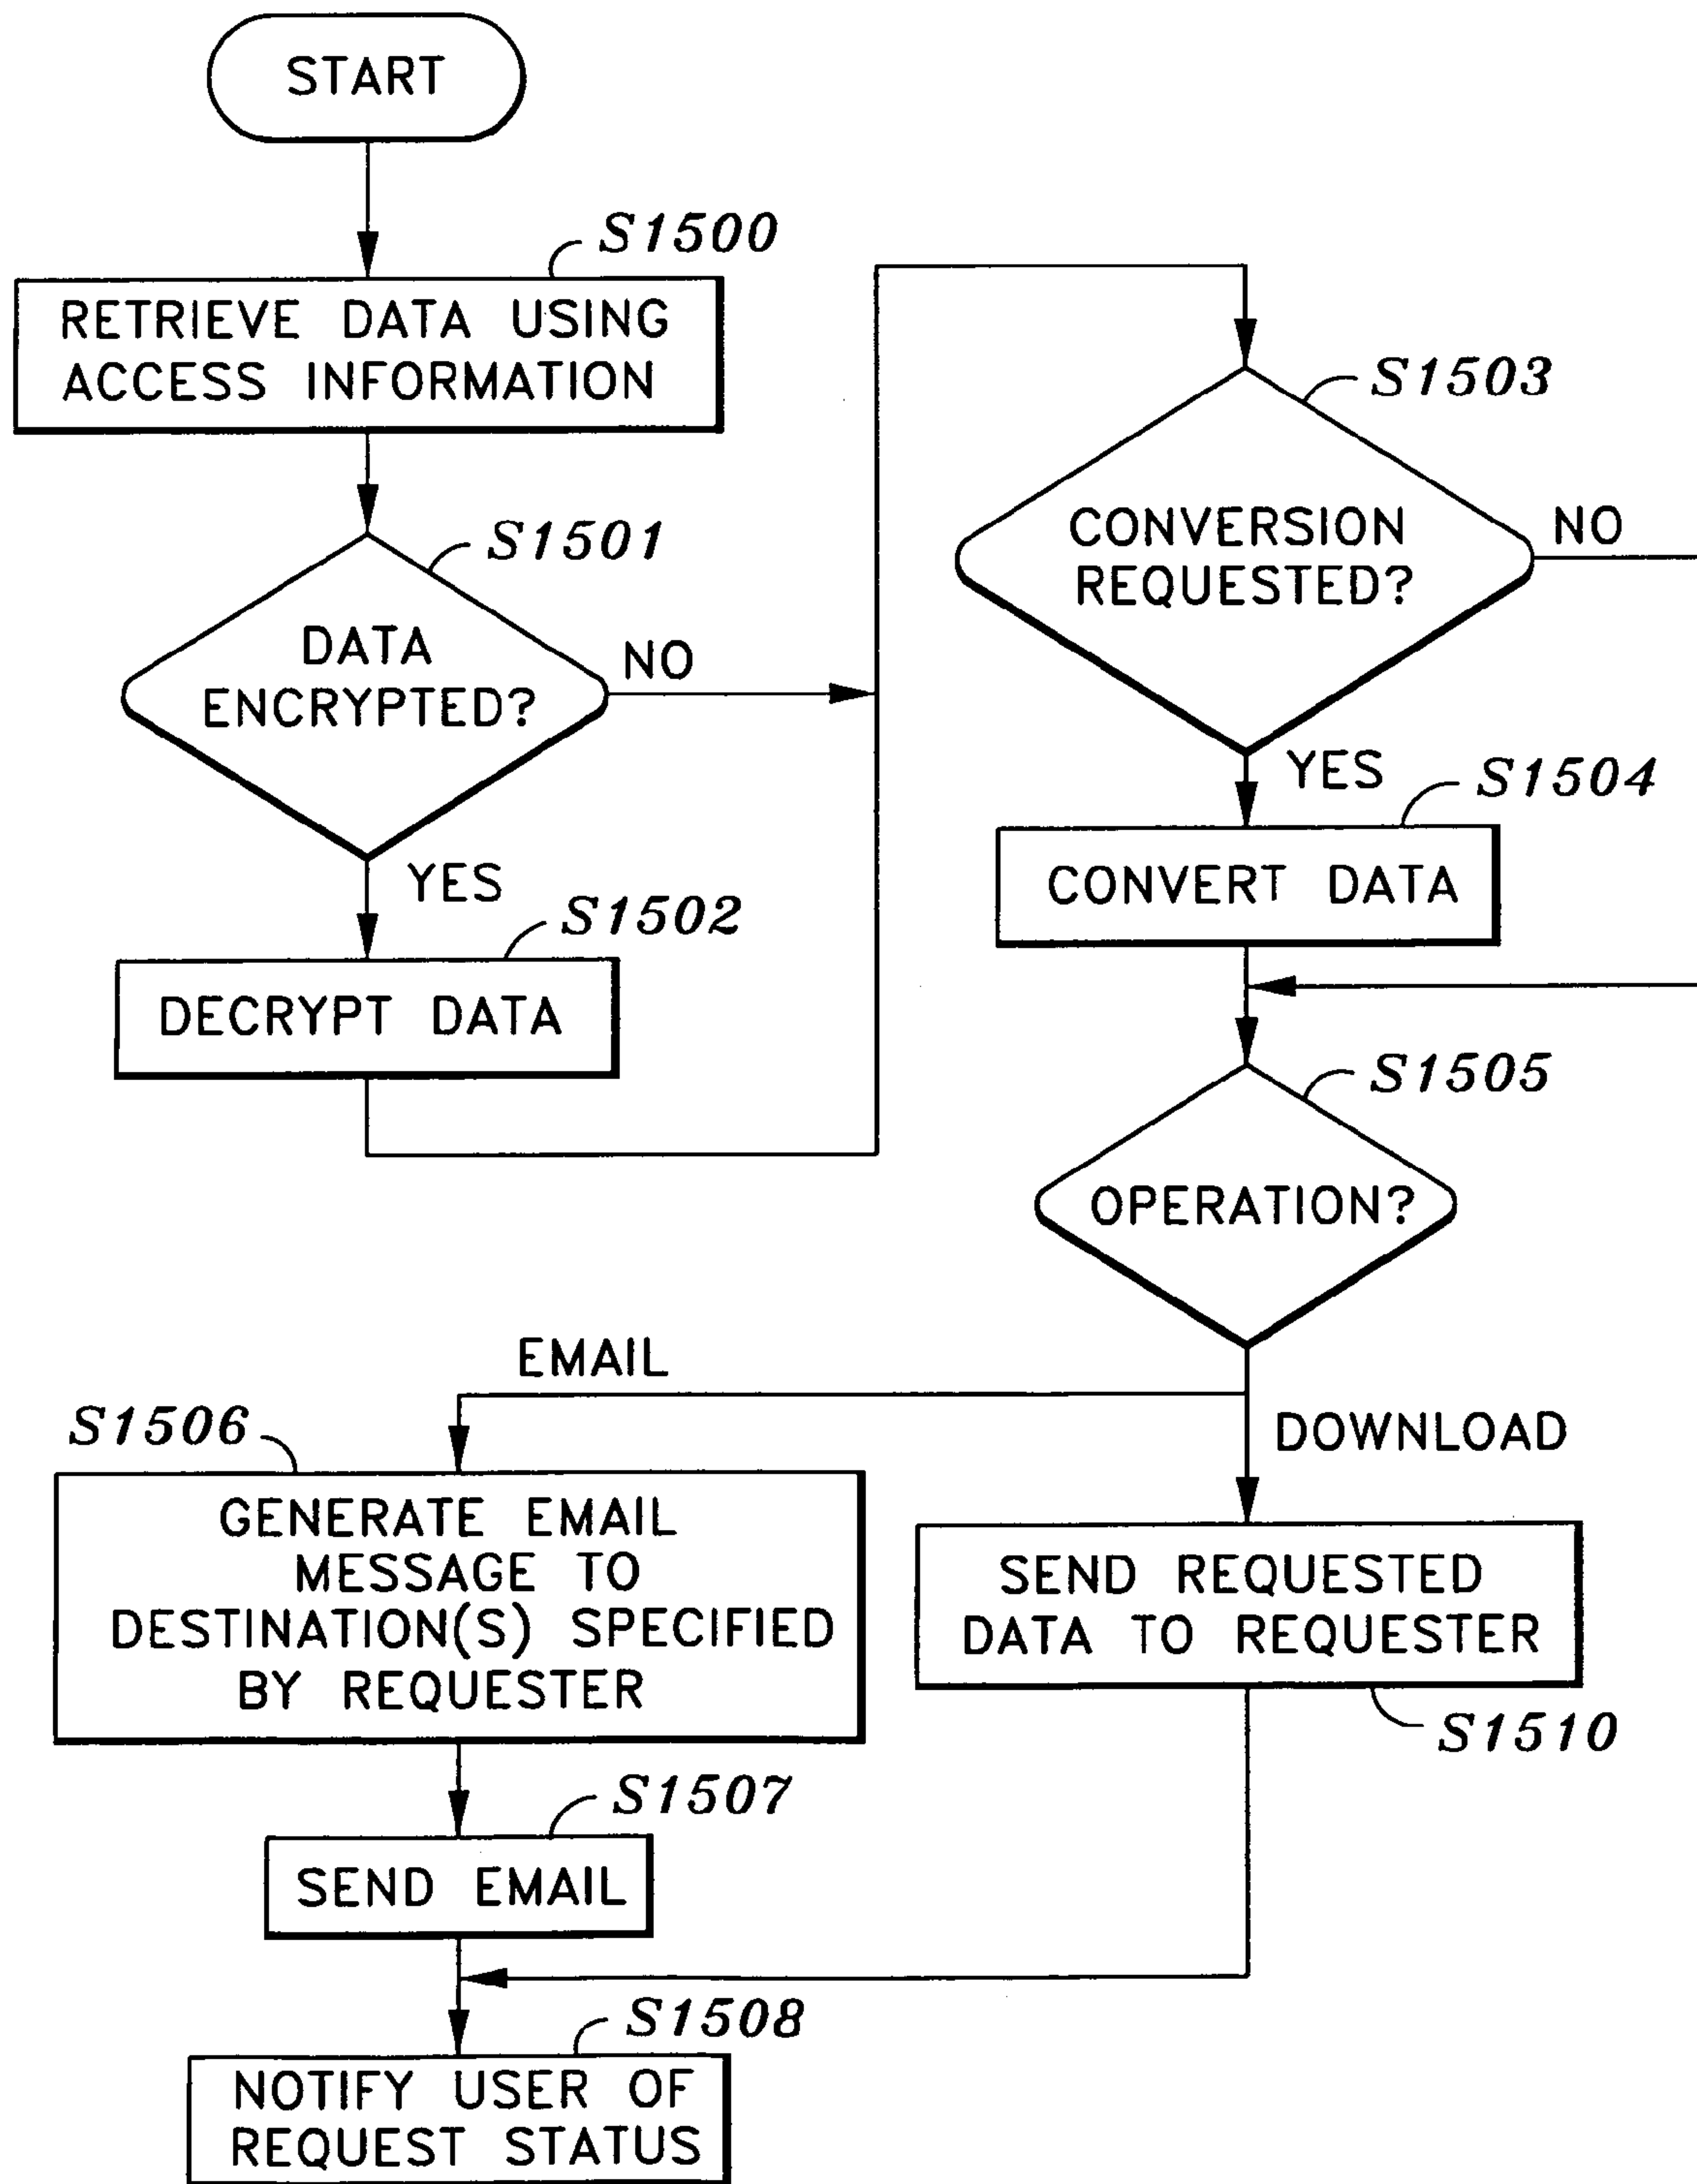 START
S1500
RETRIEVE DATA USING
ACCESS INFORMATION
S1501
DATA
ENCRYPTED?
NO
YES
S1502
DECRYPT DATA
S1503
CONVERSION
REQUESTED?
NO
YES
S1504
CONVERT DATA
S1505
OPERATION?
EMAIL
DOWNLOAD
S1506
GENERATE EMAIL
MESSAGE TO
DESTINATION(S) SPECIFIED
BY REQUESTER
SEND REQUESTED
DATA TO REQUESTER
S1510
S1507
SEND EMAIL
S1508
NOTIFY USER OF
REQUEST STATUS